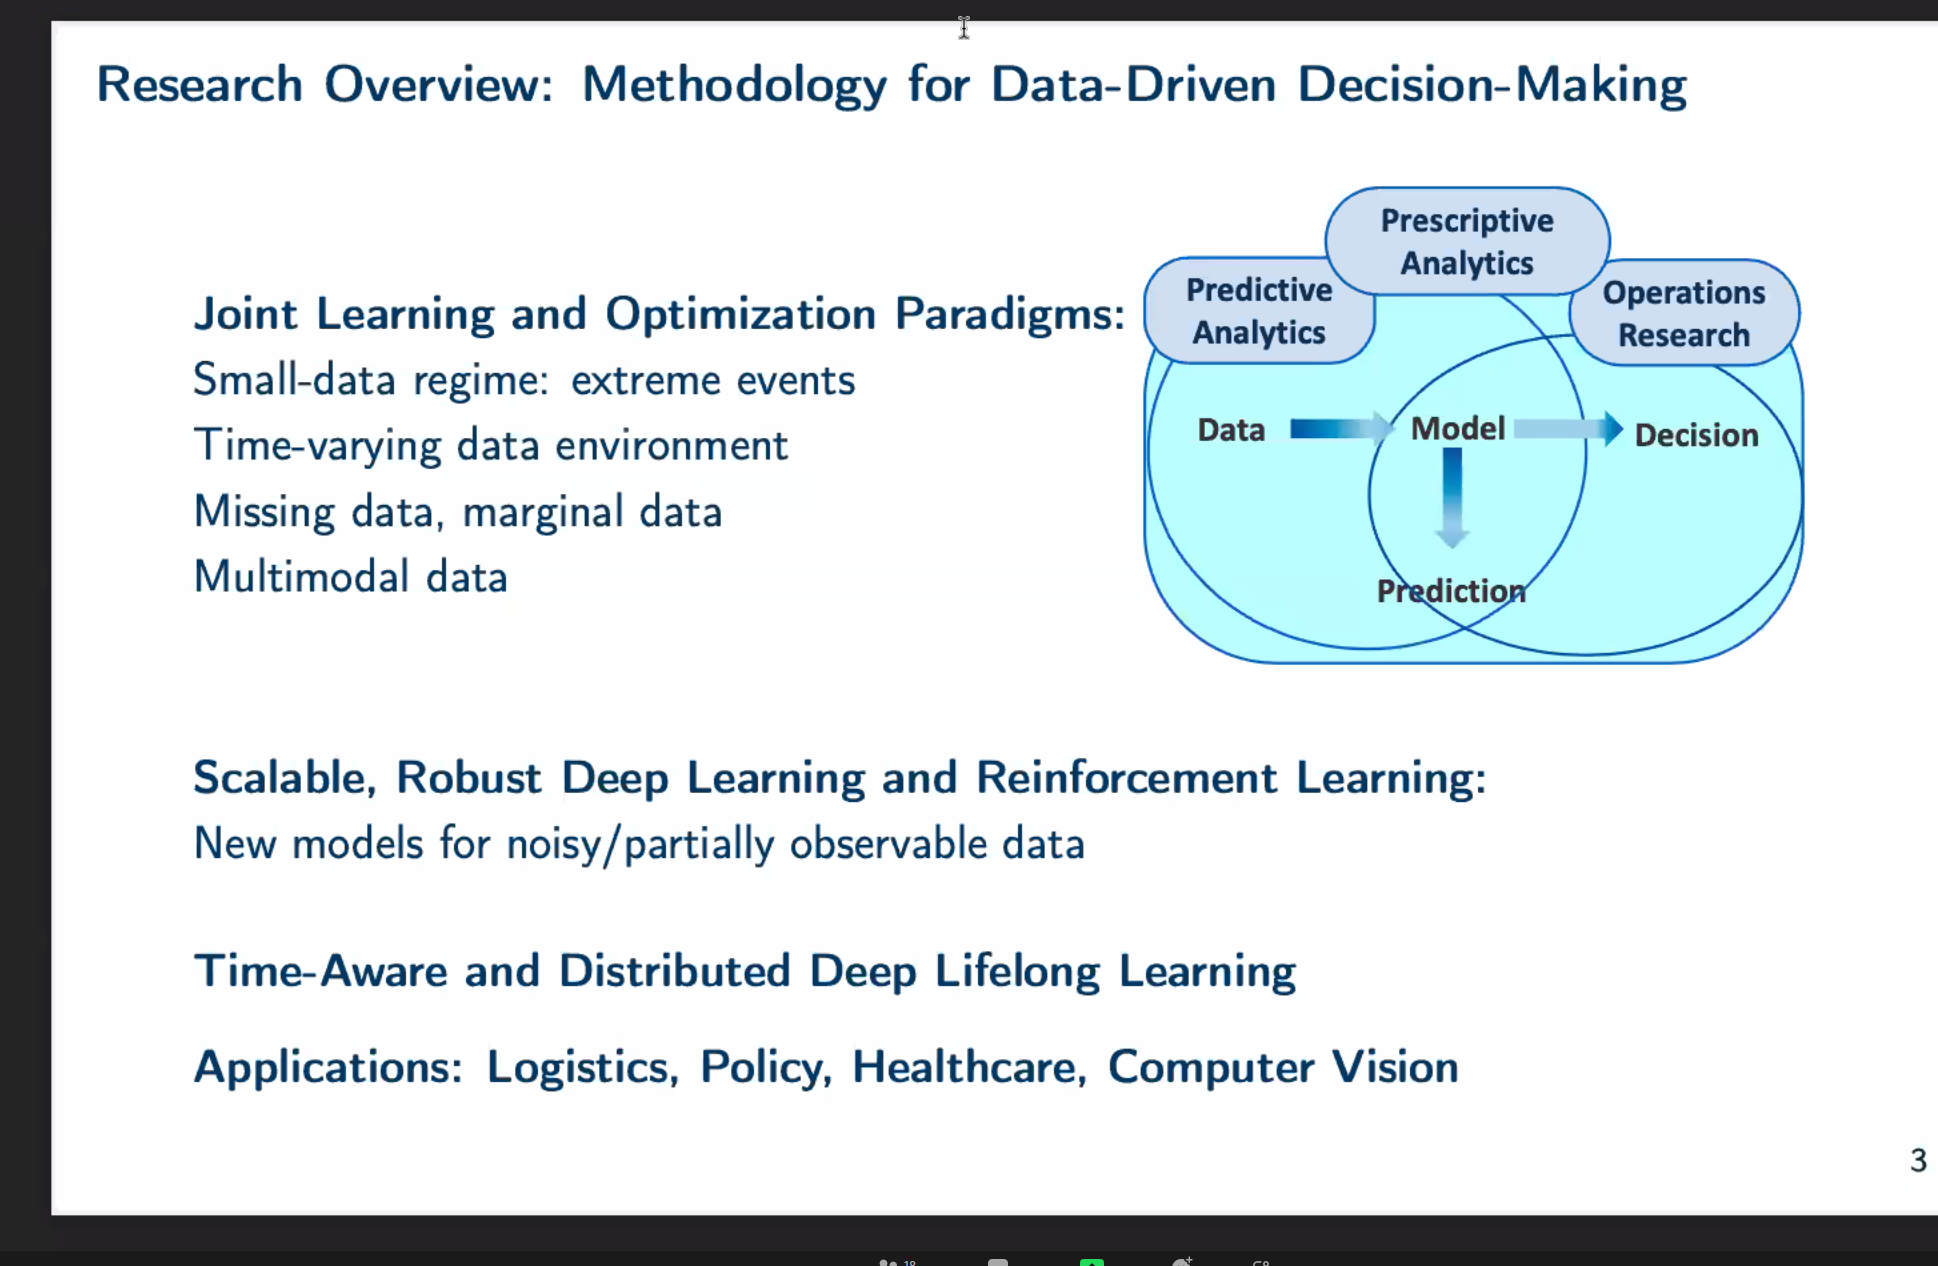 Research Overview: Methodology for Data-Driven Decision-Making
Joint Learning and Optimization Paradigms:
Small-data regime: extreme events
Time-varying data environment
Missing data, marginal data
Multimodal data
Prescriptive
Analytics
Predictive
Analytics
Operations
Research
Data
Model
Decision
Prediction
Scalable, Robust Deep Learning and Reinforcement Learning:
New models for noisy/partially observable data
Time-Aware and Distributed Deep Lifelong Learning
Applications: Logistics, Policy, Healthcare, Computer Vision
3